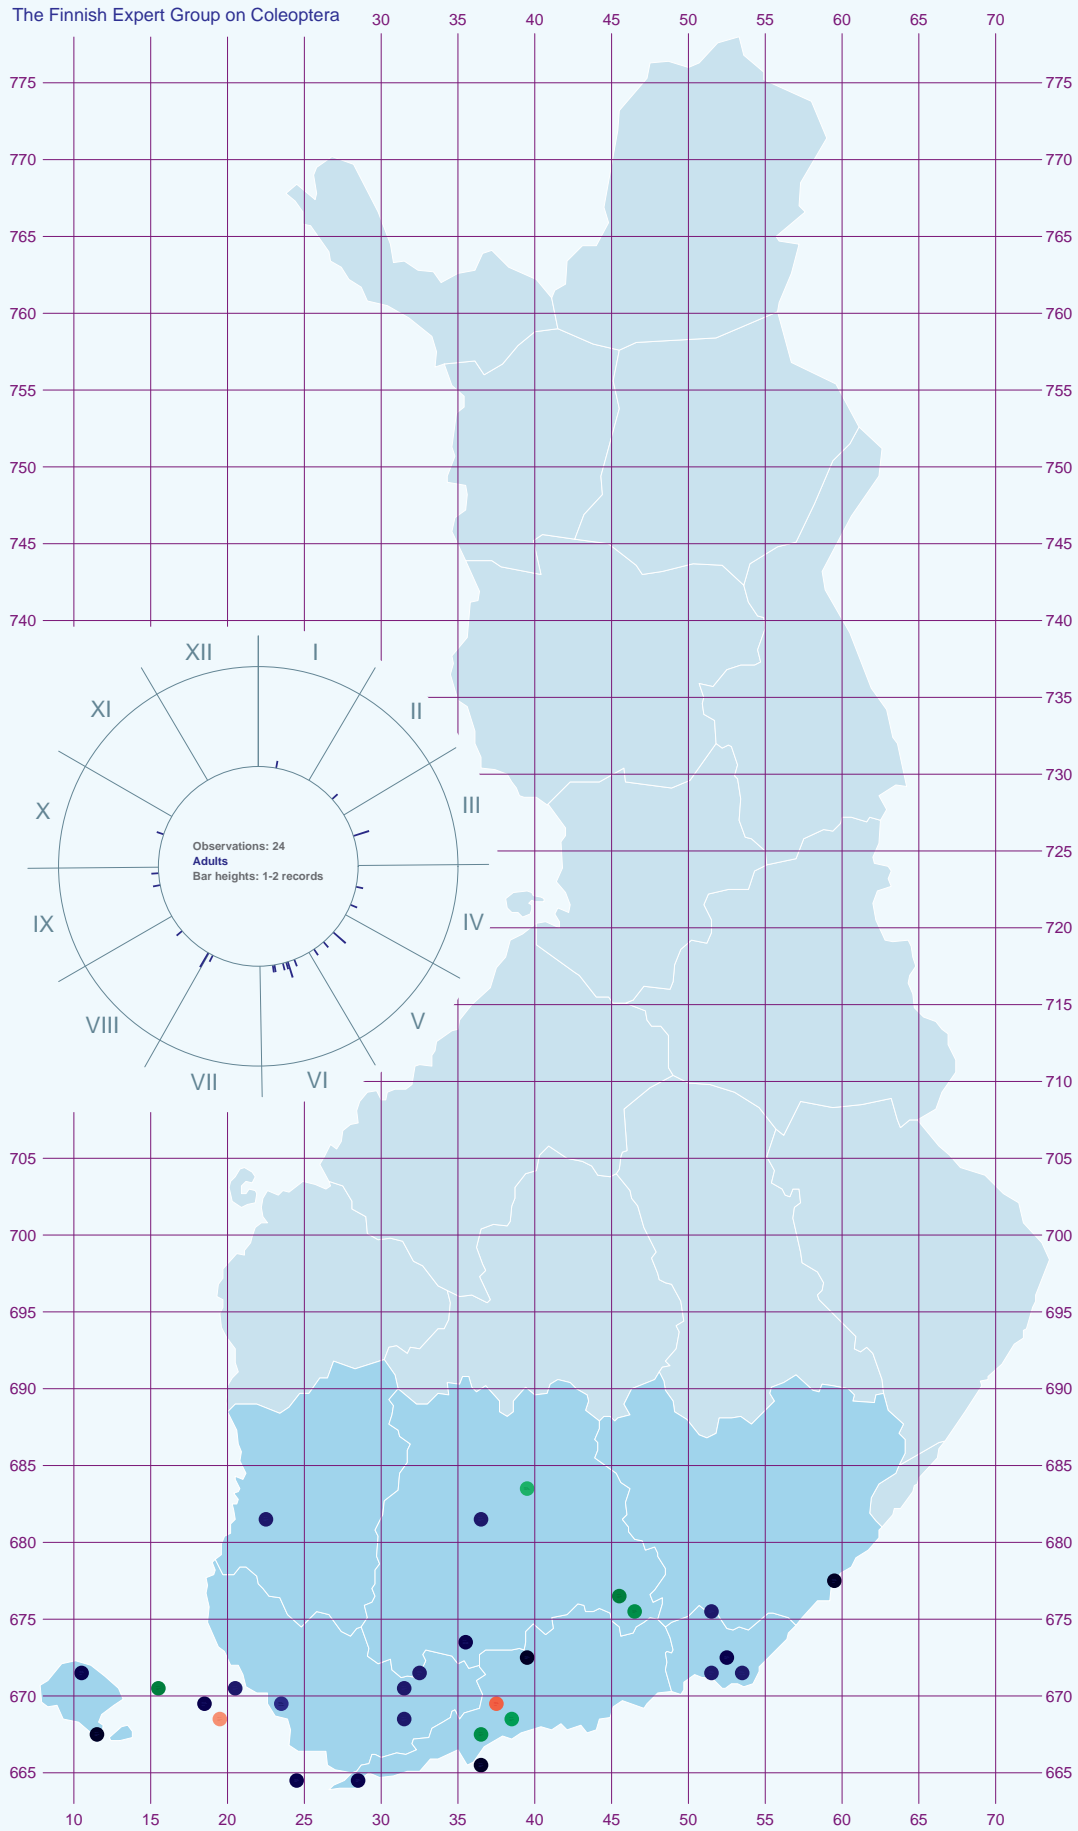 The Finnish Expert Group on Coleoptera 30 35 40 45 50 55 60 65 70
775 775
770 770
765 765
760 760
755 755
750 750
745 745
740 740
XII I
XI II
735
730
X III
725
Observations: 24
Adults
Bar heights: 1-2 records
IX IV
720
715
VIII V
VII VI
710
705 705
700 700
695 695
690 690
685 685
680 680
675 675
670 670
665 665
10 15 20 25 30 35 40 45 50 55 60 65 70